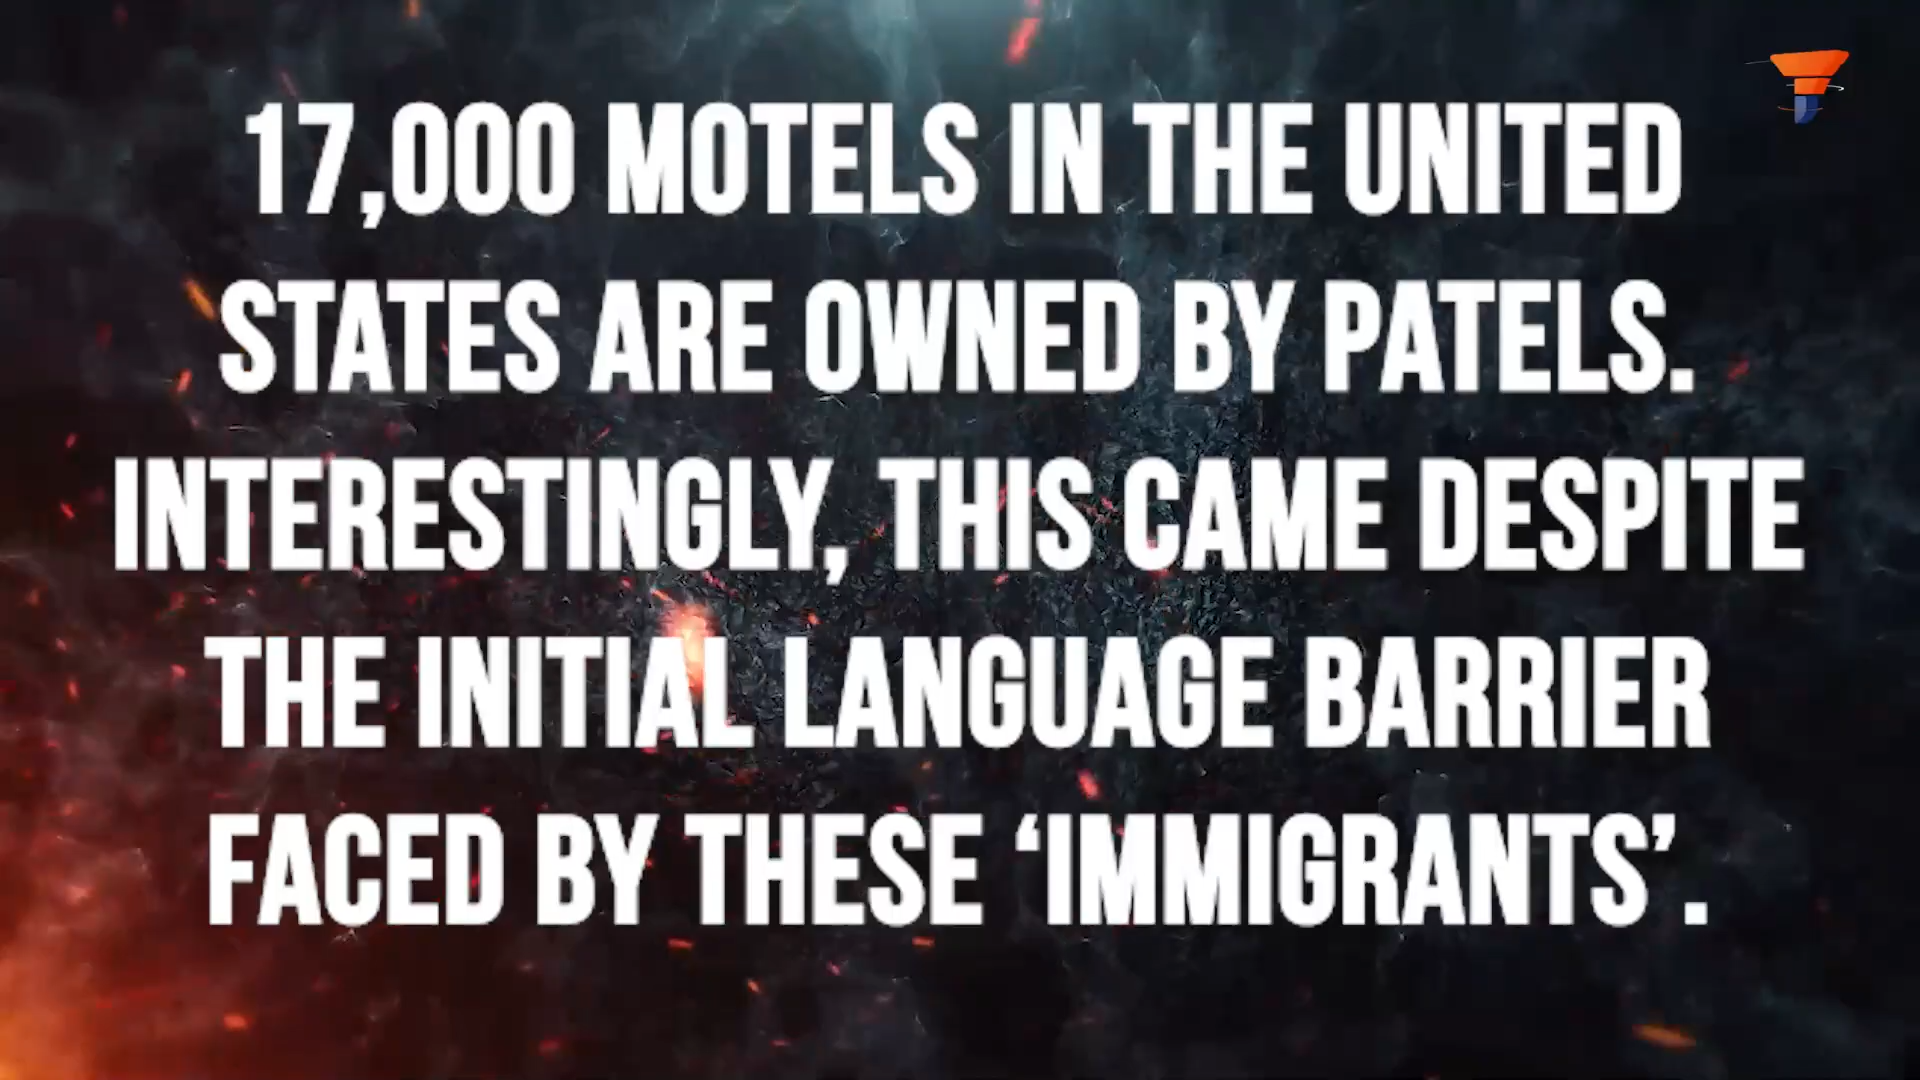 17,000 MOTELS IN THE UNITED
STATES ARE OWNED BY PATELS.
INTERESTINGLY, THIS CAME DESPITE
THE INITIAL LANGUAGE BARRIER
FACED BY THESE ‘IMMIGRANTS’.